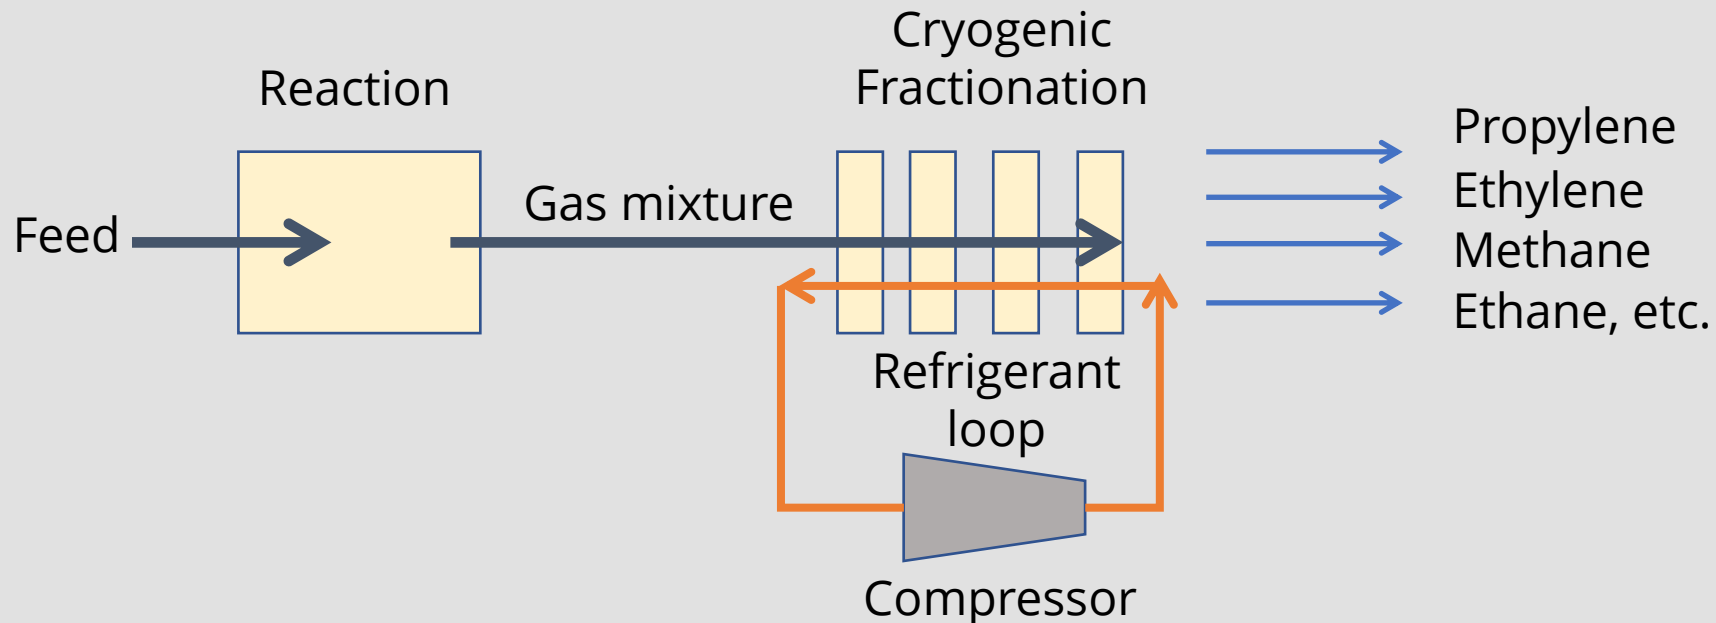 Cryogenic
Fractionation
Reaction
Propylene
Ethylene
Methane
Ethane, etc.
Gas mixture
Feed
Refrigerant
loop
Compressor